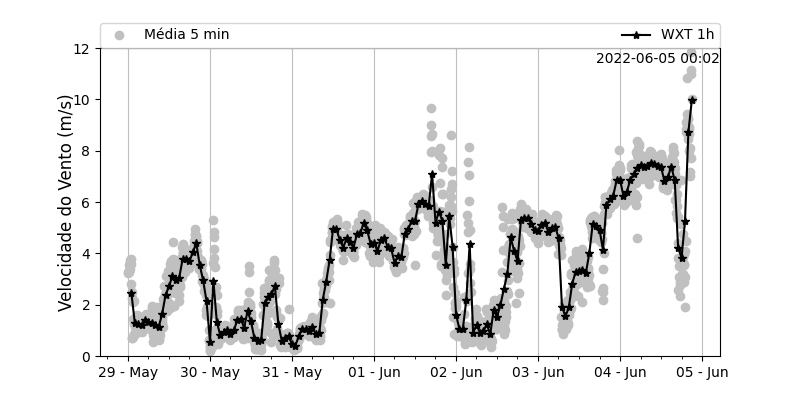 Média 5 min
WXT 1h
2022-06-05 00:02
Velocidade do Vento (m/s)
12
10
8
6
4
2
0
29 - May 30 - May 31 - May 01 - Jun 02 - Jun 03 - Jun 04 - Jun 05 - Jun